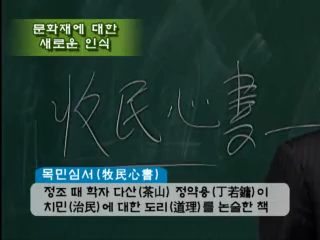 문화재에 대한
새로운 인식
牧民心書
목민심서(牧民心書)
정조 때 학자 다산(茶山) 정약용(丁若鏞)이
치민(治民)에 대한 도리(道理)를 논술한 책